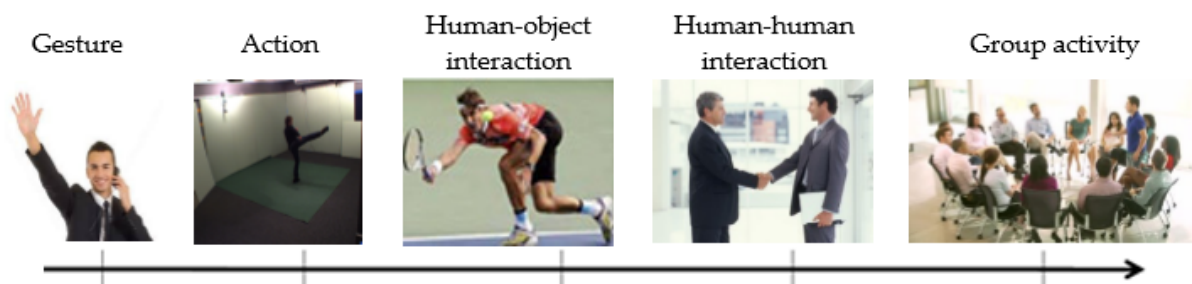 Gesture
Action
Human-object
interaction
Human-human
interaction
Group activity